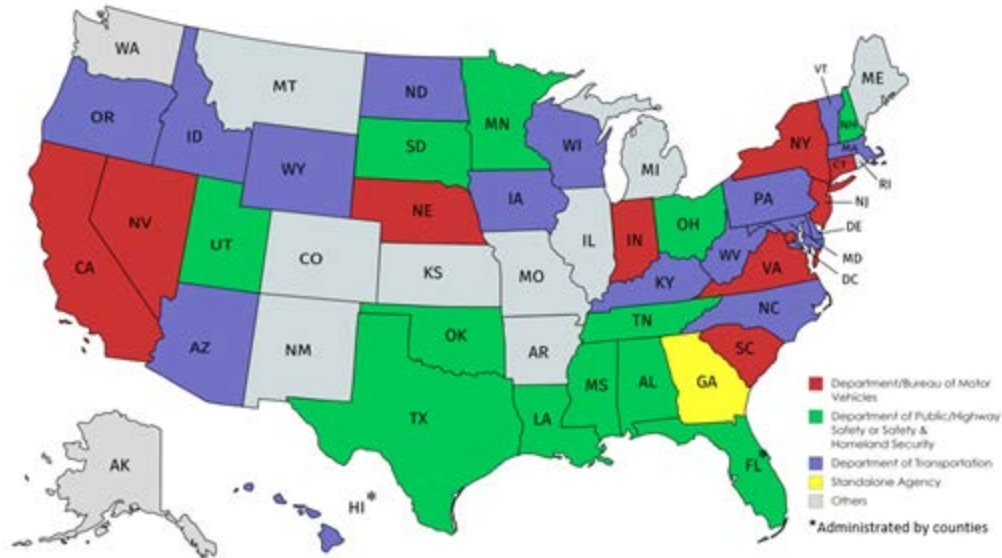 WA
MT
ND
MN
VT
ME
OR
ID
SD
WI
NY
NH
MA
WY
MI
CT
RI
IA
PA
NJ
NE
NV
OH
DE
UT
IL
IN
MD
CO
WV
DC
CA
KS
MO
KY
VA
NC
TN
OK
AZ
NM
AR
SC
MS
AL
GA
TX
LA
FL*
AK
HI*
Department/Bureau of Motor
Vehicles
Department of Public/Highway
Safety or Safety &
Homeland Security
Department of Transportation
Standalone Agency
Others
*Administrated by counties